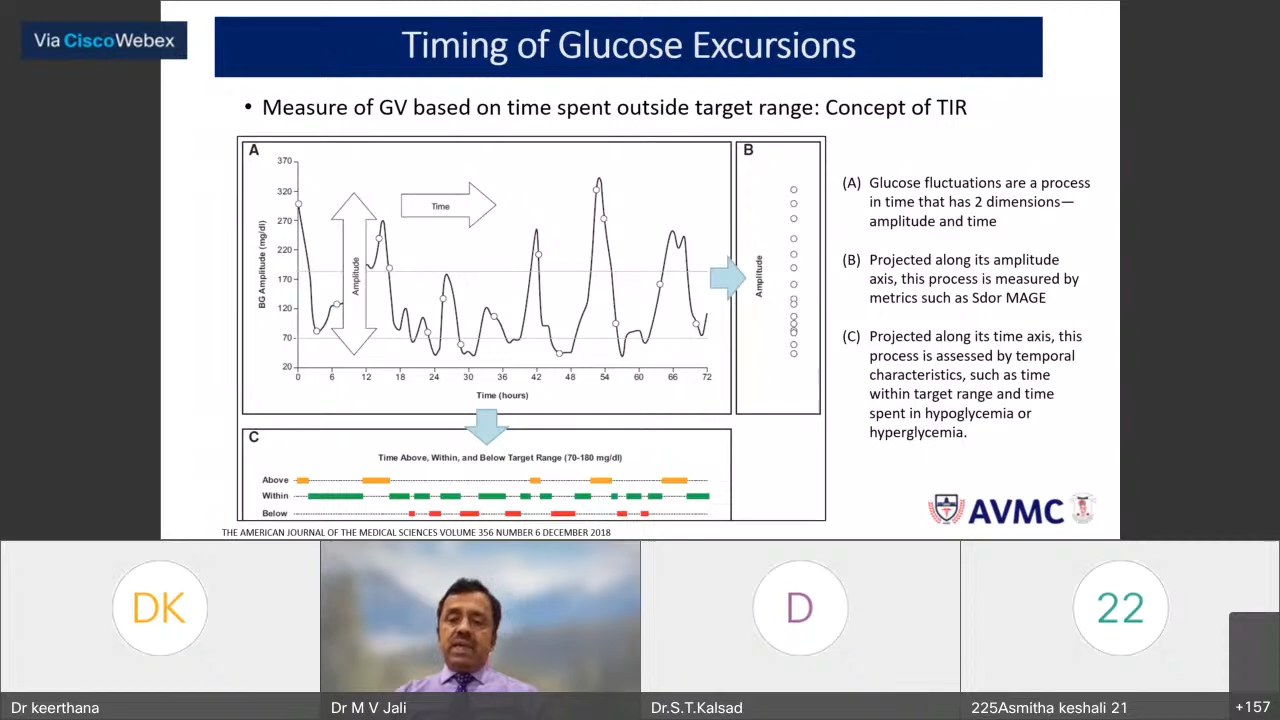 Via CiscoWebex
Timing of Glucose Excursions
• Measure of GV based on time spent outside target range: Concept of TIR
A
370
320
270
220
170
120
70
20
BG Amplitude (mg/dl)
Amplitude
Time
0 6 12 18 24 30 36 42 48 54 60 66 72
Time (hours)
B
Amplitude
C
Time Above, Within, and Below Target Range (70-180 mg/dl)
Above
Within
Below
(A) Glucose fluctuations are a process
in time that has 2 dimensions—
amplitude and time
(B) Projected along its amplitude
axis, this process is measured by
metrics such as Sdor MAGE
(C) Projected along its time axis, this
process is assessed by temporal
characteristics, such as time
within target range and time
spent in hypoglycemia or
hyperglycemia.
AVMC
THE AMERICAN JOURNAL OF THE MEDICAL SCIENCES VOLUME 356 NUMBER 6 DECEMBER 2018
DK
D
22
Dr keerthana
Dr M V Jali
Dr.S.T.Kalsad
225Asmitha keshali 21
+157